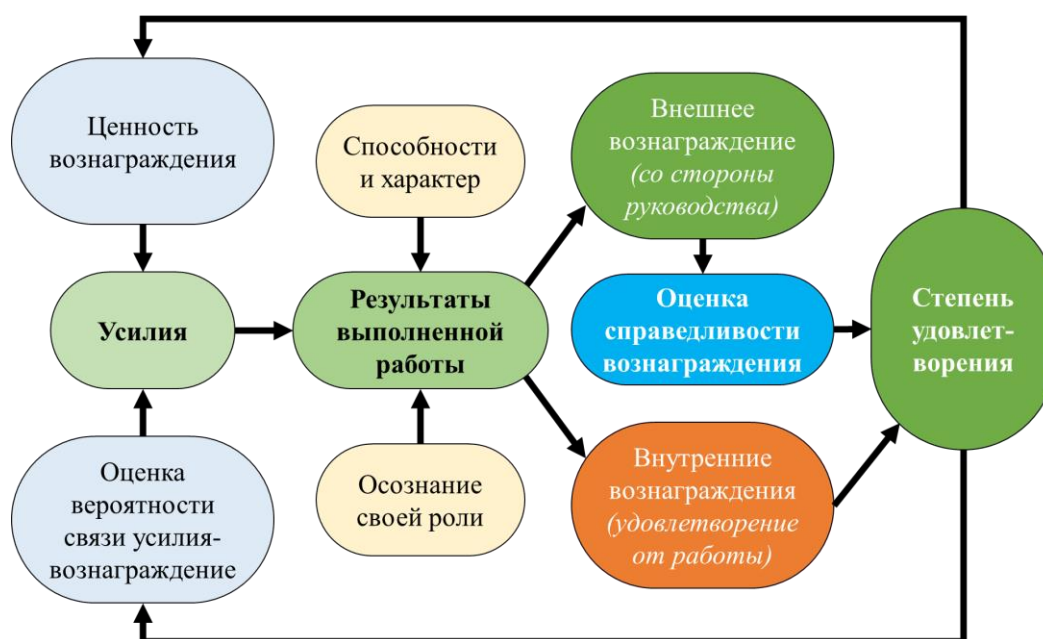 Ценность
вознаграждения
Способности
и характер
Внешнее
вознаграждение
(со стороны
руководства)
Усилия
Результаты
выполненной
работы
Оценка
справедливости
вознаграждения
Степень
удовлет-
ворения
Оценка
вероятности
связи усилия-
вознаграждение
Осознание
своей роли
Внутренние
вознаграждения
(удовлетворение
от работы)